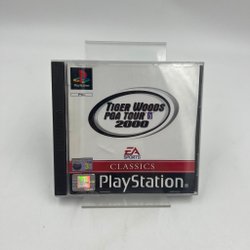 TIGER WOODS
PGA TOUR
2000
EA
SPORTS
CLASSICS
PlayStation